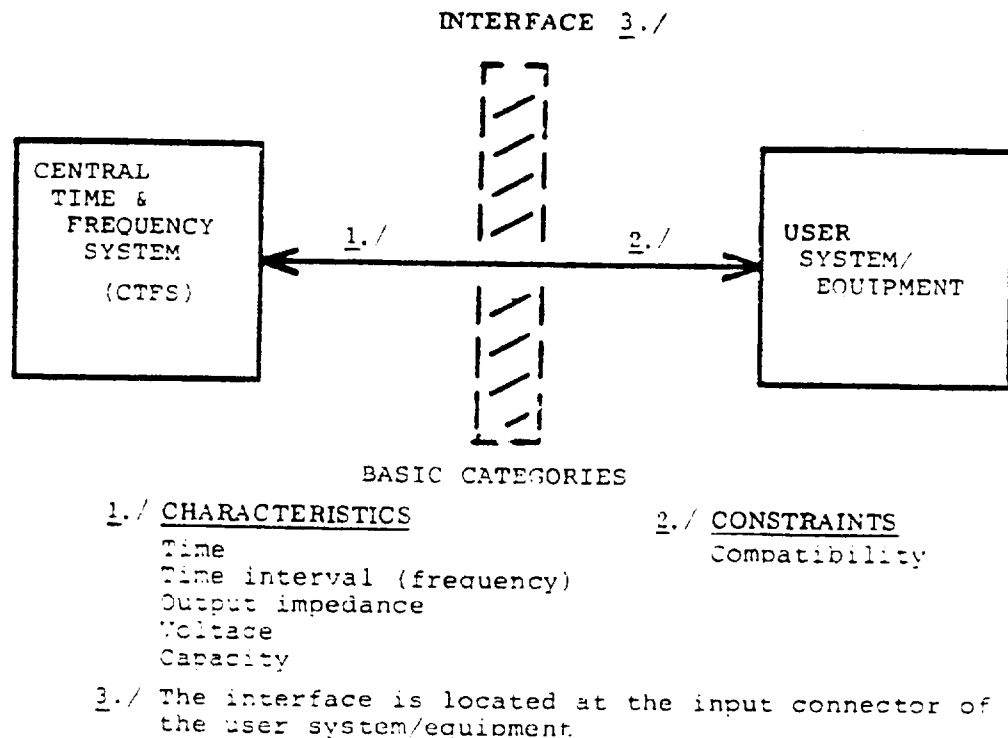 INTERFACE 3./
CENTRAL
TIME &
FREQUENCY
SYSTEM
(CTFS)
1./
2./
USER
SYSTEM/
EQUIPMENT
BASIC CATEGORIES
1./ CHARACTERISTICS
Time
Time interval (frequency)
Output impedance
Voltage
Capacity
2./ CONSTRAINTS
Compatibility
3./ The interface is located at the input connector of
the user system/equipment